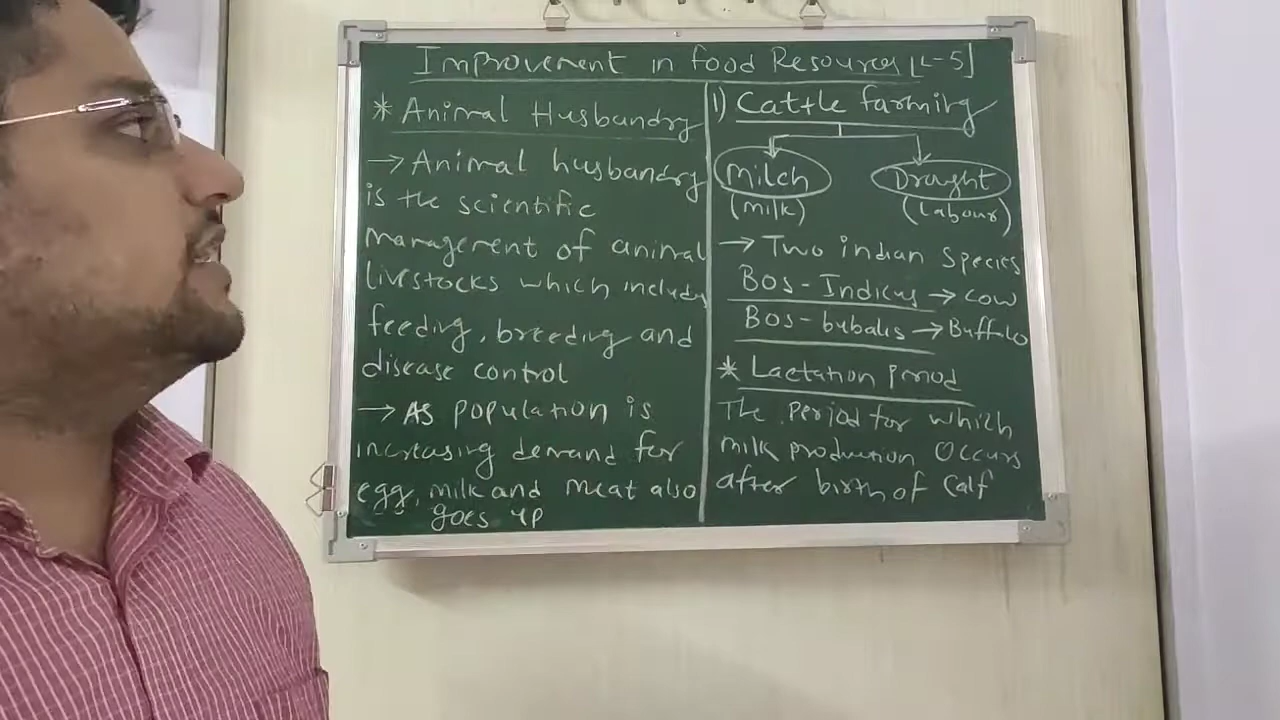 Improvement in food Resources [L-5]
* Animal Husbandry
→ Animal husbandry
is the scientific
management of animal
livestocks which includes
feeding, breeding and
disease control
→ As population is
increasing demand for
egg, milk and meat also
goes up
1) Cattle farming
Milch
Draught
(milk)
(Labour)
→ Two indian species
Bos-Indicus → cow
Bos-bubalis → Buffalo
* Lactation Period
The period for which
milk production occurs
after birth of calf